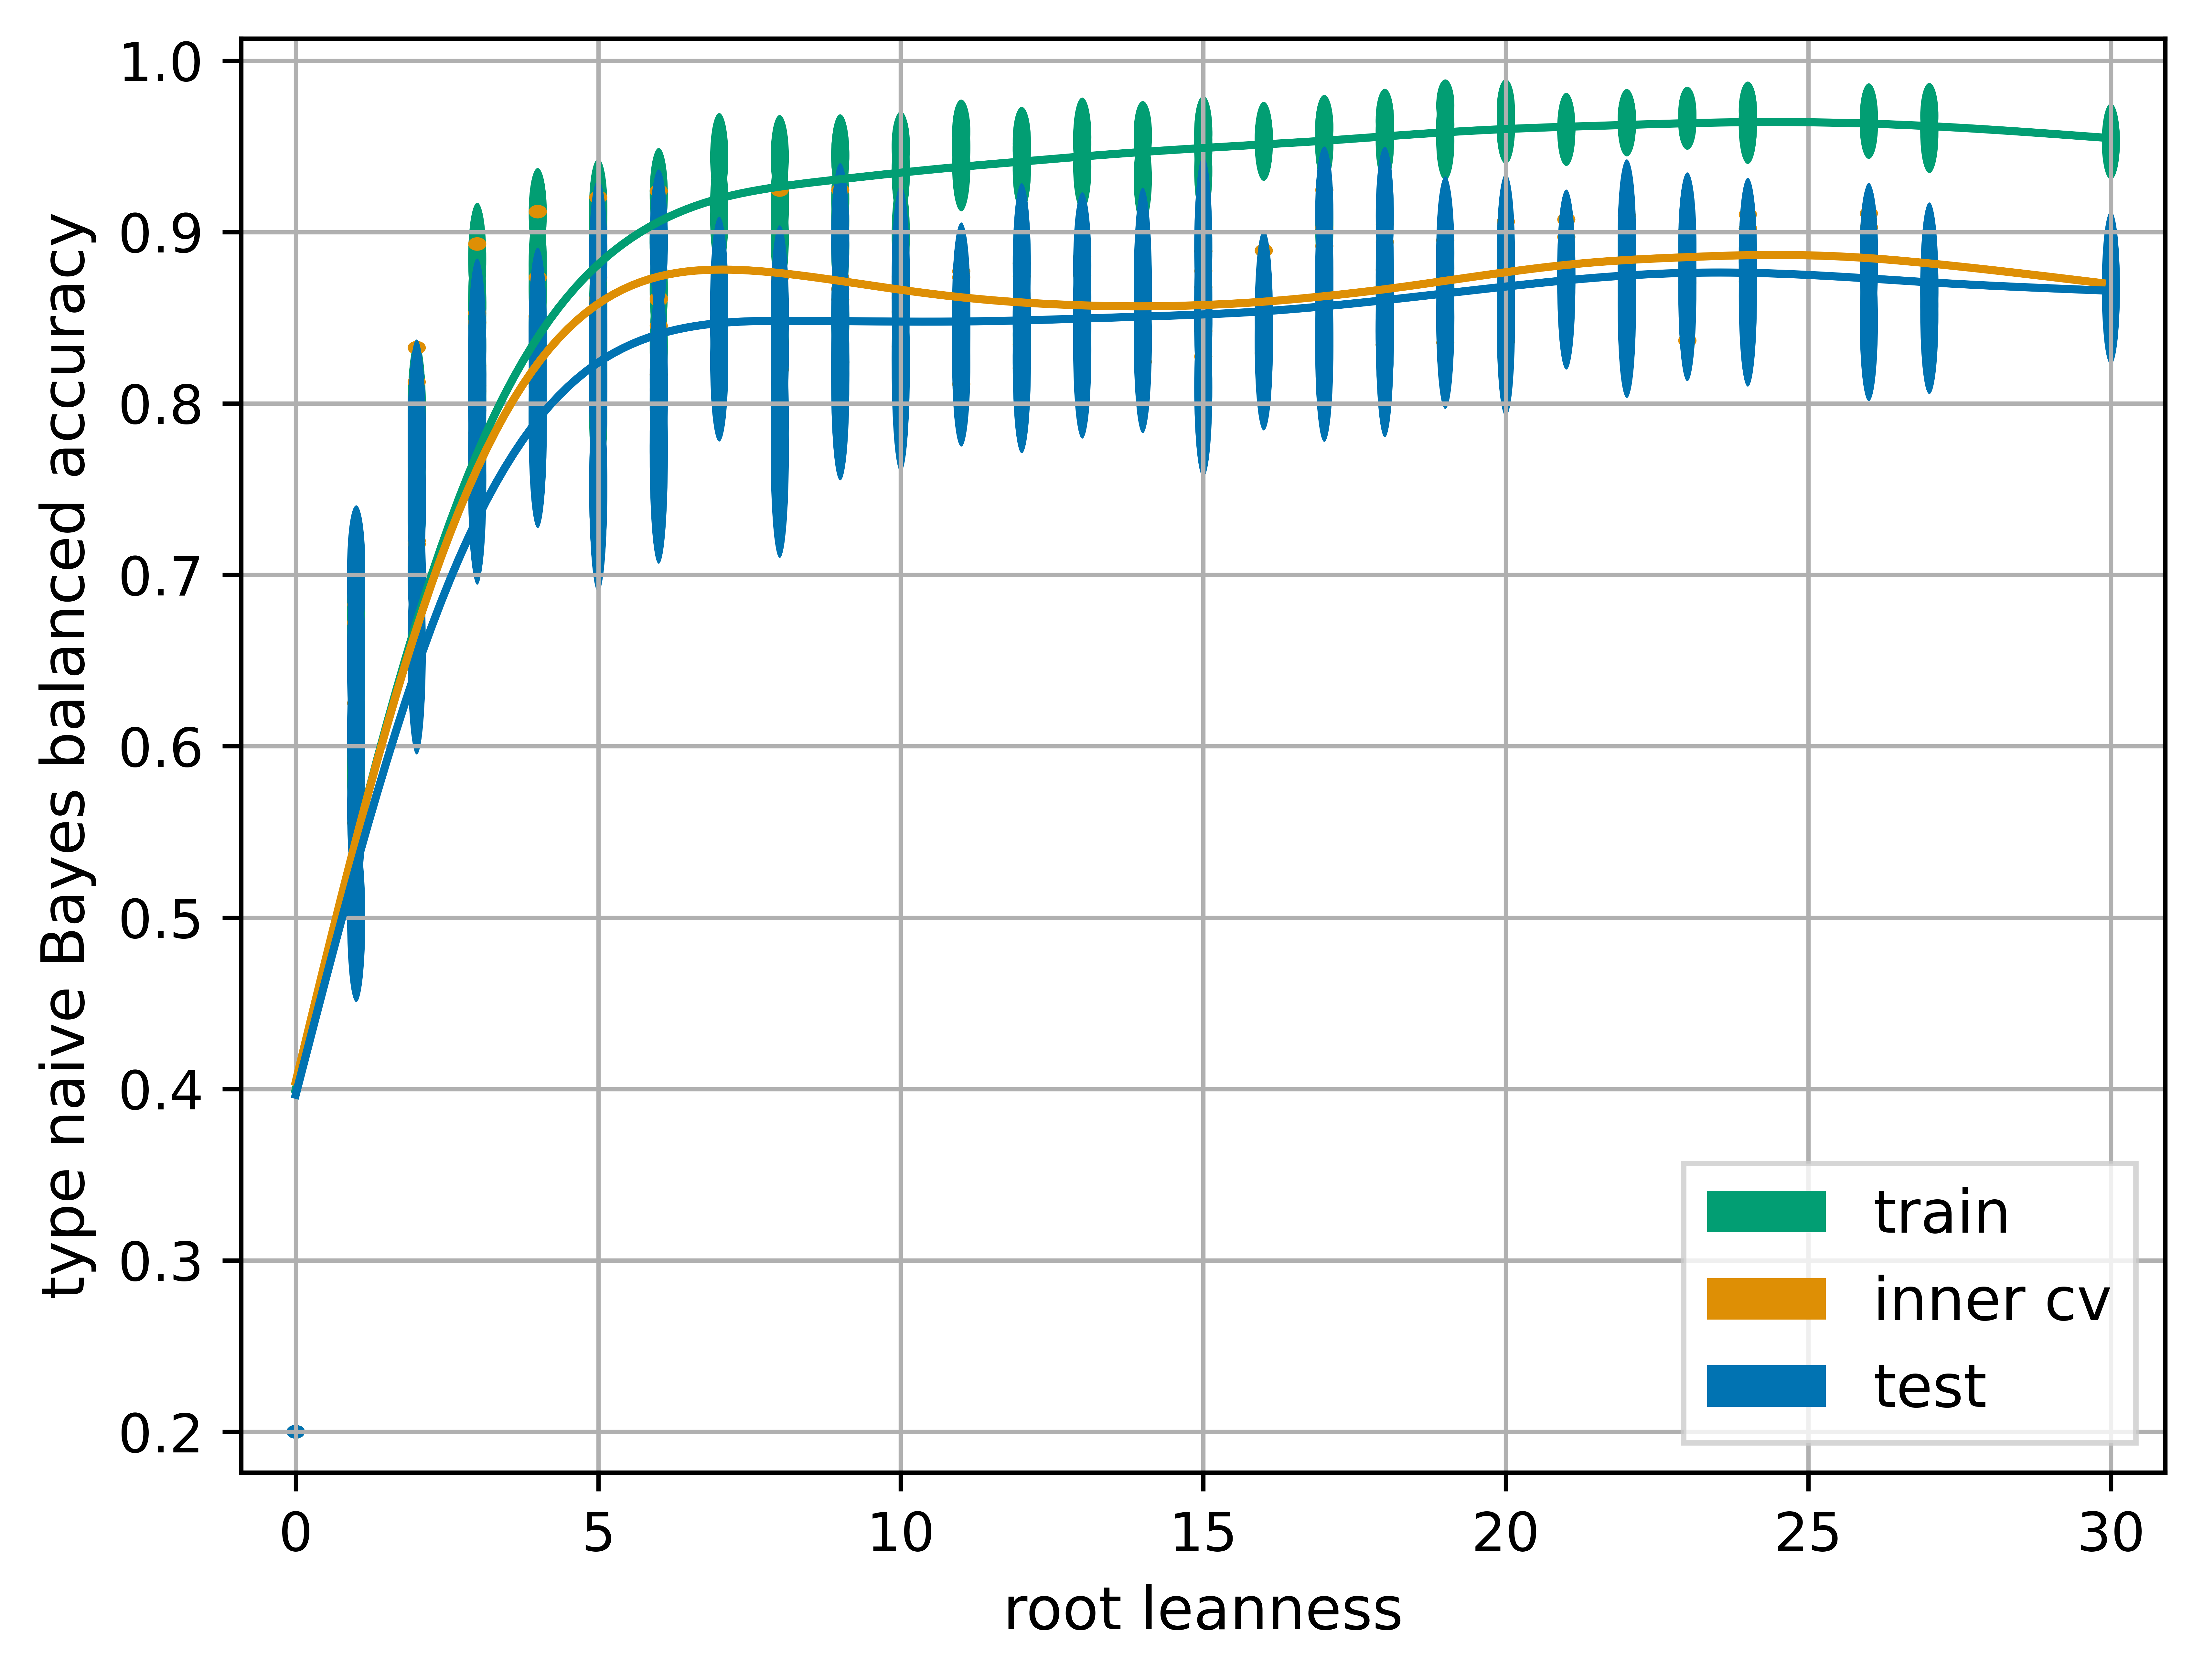 type naive Bayes balanced accuracy
1.0
0.9
0.8
0.7
0.6
0.5
0.4
0.3
0.2
train
inner cv
test
0 5 10 15 20 25 30
root leanness